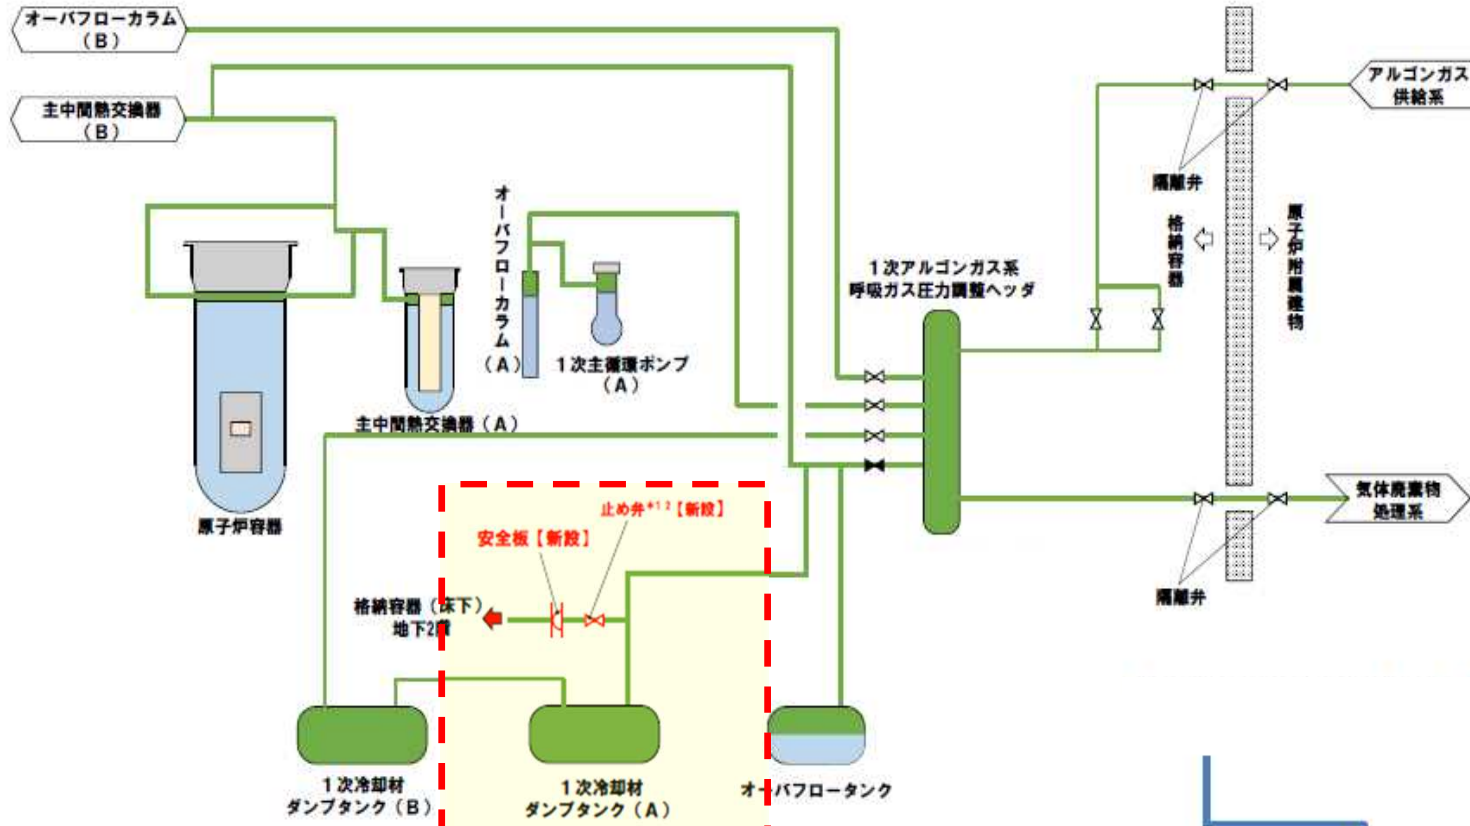 オーバフローカラム
(B)
主中間熱交換器
(B)
アルゴンガス
供給系
隔離弁
格納容器
原子炉附属建物
オーバフローカラム(A)
1次主循環ポンプ
(A)
1次アルゴンガス系
呼吸ガス圧力調整ヘッダ
主中間熱交換器(A)
原子炉容器
止め弁*12【新設】
安全板【新設】
格納容器(床下)
地下2階
気体廃棄物
処理系
隔離弁
1次冷却材
ダンプタンク(B)
1次冷却材
ダンプタンク(A)
オーバフロータンク